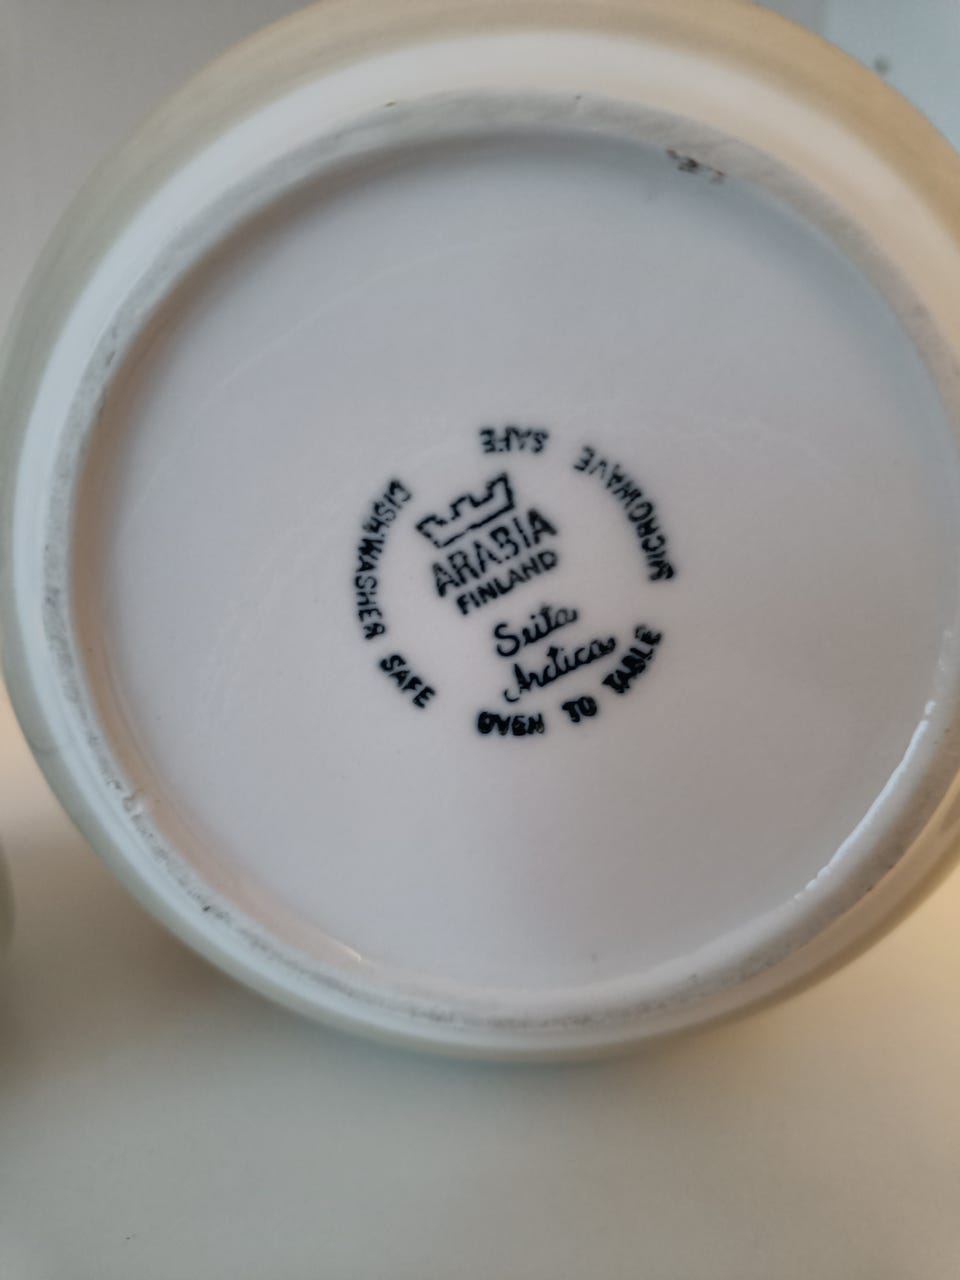 ARABIA
FINLAND
Seita
Arctica
DISHWASHER SAFE
OVEN TO TABLE
MICROWAVE SAFE